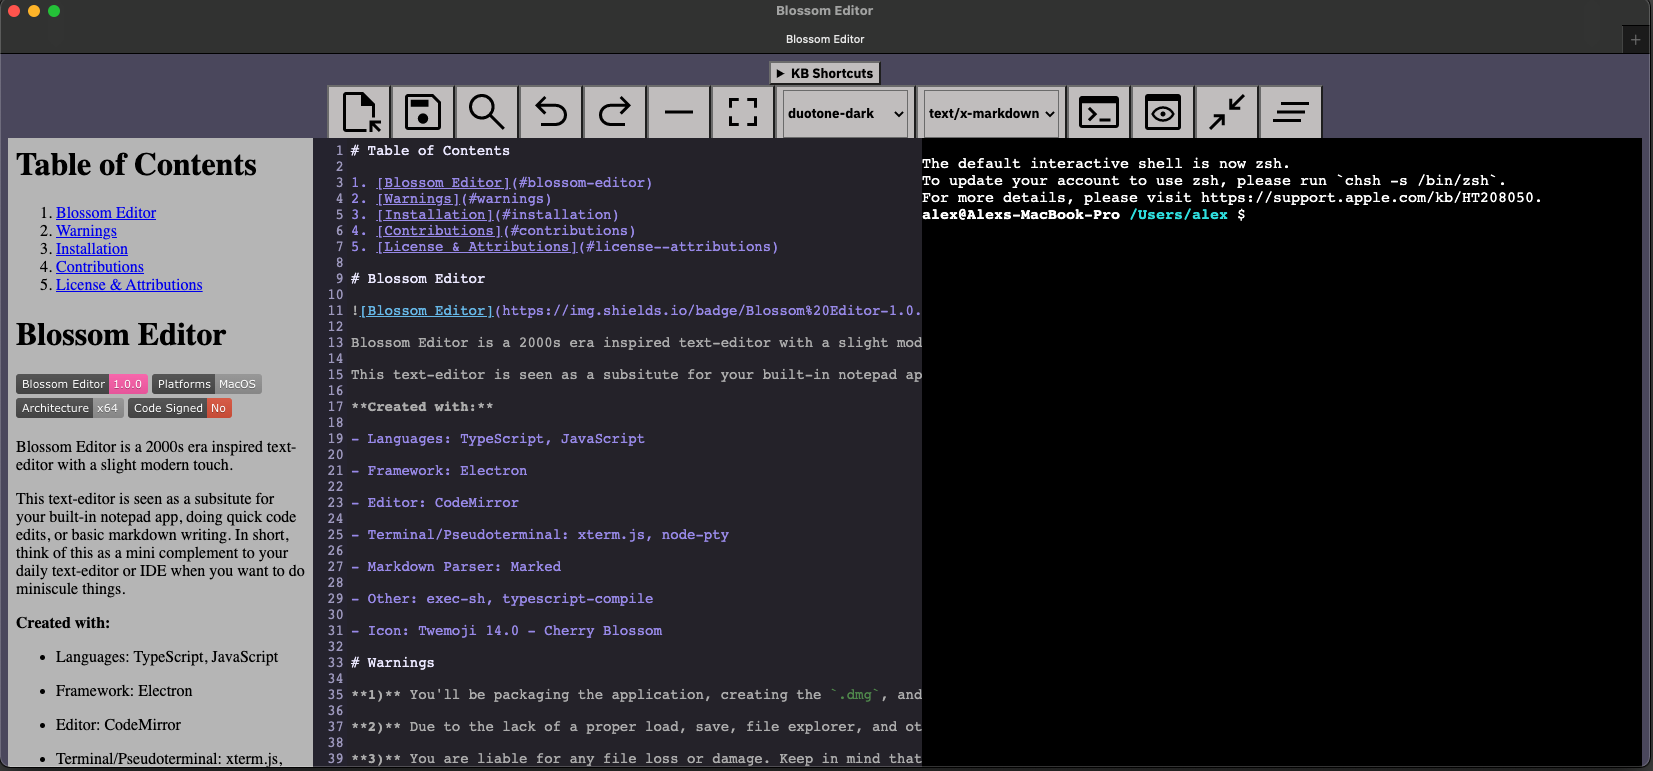 Blossom Editor
Blossom Editor
+
▶ KB Shortcuts
duotone-dark
text/x-markdown
Table of Contents
1. Blossom Editor
2. Warnings
3. Installation
4. Contributions
5. License & Attributions
Blossom Editor
Blossom Editor 1.0.0 Platforms MacOS
Architecture x64 Code Signed No
Blossom Editor is a 2000s era inspired text-
editor with a slight modern touch.
This text-editor is seen as a subsitute for
your built-in notepad app, doing quick code
edits, or basic markdown writing. In short,
think of this as a mini complement to your
daily text-editor or IDE when you want to do
miniscule things.
Created with:
• Languages: TypeScript, JavaScript
• Framework: Electron
• Editor: CodeMirror
• Terminal/Pseudoterminal: xterm.js,
1 # Table of Contents
2
3 1. [Blossom Editor](#blossom-editor)
4 2. [Warnings](#warnings)
5 3. [Installation](#installation)
6 4. [Contributions](#contributions)
7 5. [License & Attributions](#license--attributions)
8
9 # Blossom Editor
10
11 ![Blossom Editor](https://img.shields.io/badge/Blossom%20Editor-1.0.
12
13 Blossom Editor is a 2000s era inspired text-editor with a slight mod
14
15 This text-editor is seen as a subsitute for your built-in notepad ap
16
17 **Created with:**
18
19 - Languages: TypeScript, JavaScript
20
21 - Framework: Electron
22
23 - Editor: CodeMirror
24
25 - Terminal/Pseudoterminal: xterm.js, node-pty
26
27 - Markdown Parser: Marked
28
29 - Other: exec-sh, typescript-compile
30
31 - Icon: Twemoji 14.0 - Cherry Blossom
32
33 # Warnings
34
35 **1)** You'll be packaging the application, creating the `.dmg`, and
36
37 **2)** Due to the lack of a proper load, save, file explorer, and ot
38
39 **3)** You are liable for any file loss or damage. Keep in mind that
The default interactive shell is now zsh.
To update your account to use zsh, please run `chsh -s /bin/zsh`.
For more details, please visit https://support.apple.com/kb/HT208050.
alex@Alexs-MacBook-Pro /Users/alex $